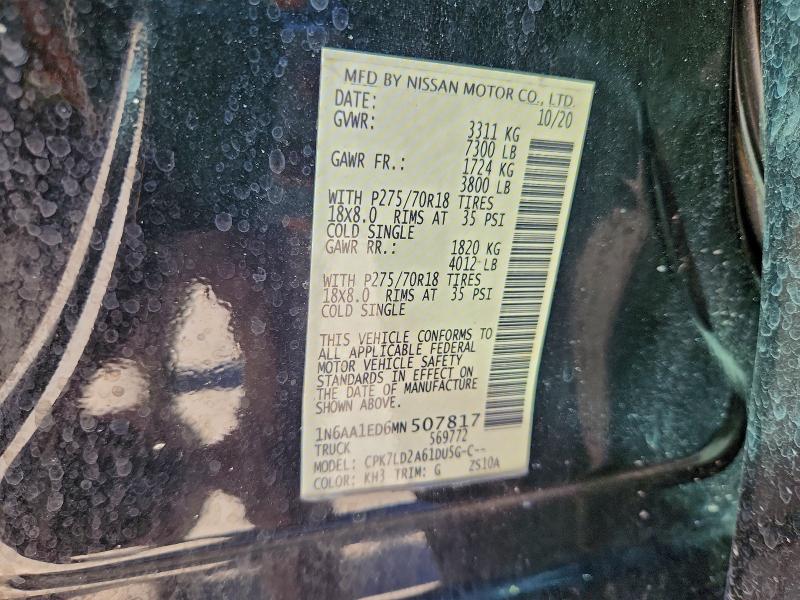 MFD BY NISSAN MOTOR CO., LTD.
DATE: 10/20
GVWR: 3311 KG
7300 LB
GAWR FR.: 1724 KG
3800 LB
WITH P275/70R18 TIRES
18X8.0 RIMS AT 35 PSI
COLD SINGLE
GAWR RR.: 1820 KG
4012 LB
WITH P275/70R18 TIRES
18X8.0 RIMS AT 35 PSI
COLD SINGLE
THIS VEHICLE CONFORMS TO
ALL APPLICABLE FEDERAL
MOTOR VEHICLE SAFETY
STANDARDS IN EFFECT ON
THE DATE OF MANUFACTURE
SHOWN ABOVE.
1N6AA1ED6MN507817
TRUCK 569772
MODEL: CPK7LD2A61DU5G-C--
COLOR: KH3 TRIM: G ZS10A